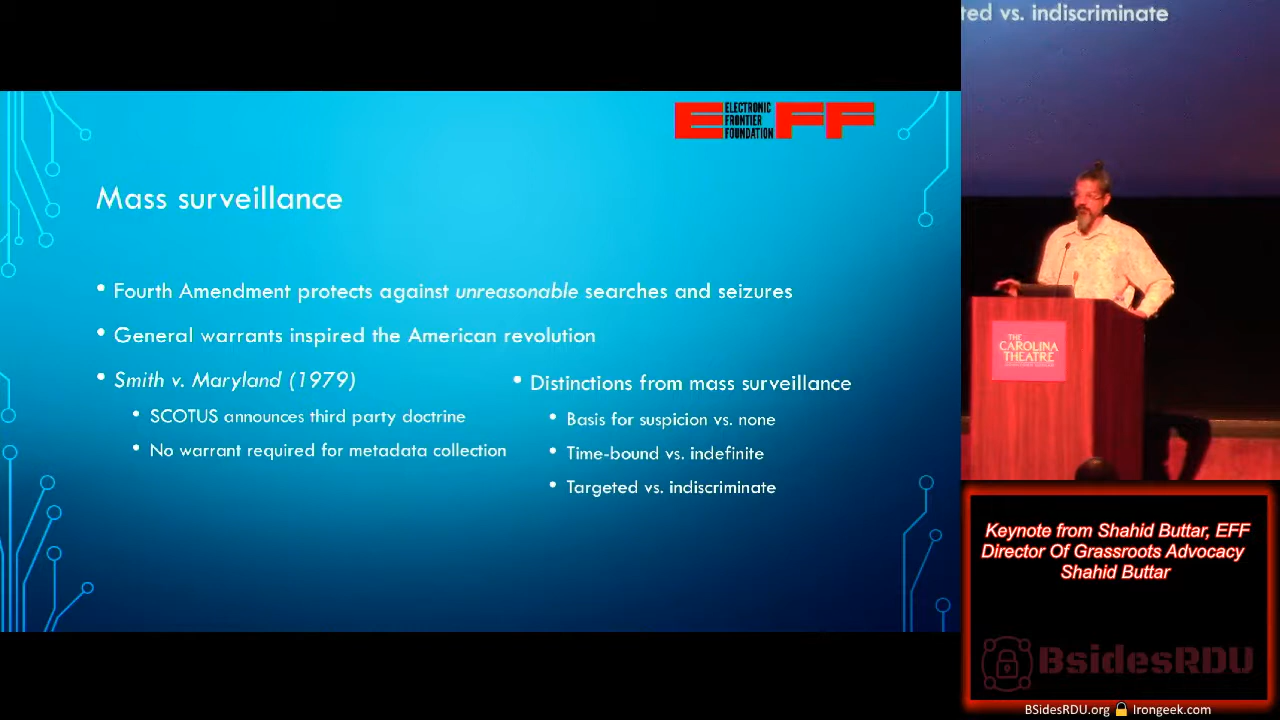 ELECTRONIC
FRONTIER
FOUNDATION
EFF
Mass surveillance
• Fourth Amendment protects against unreasonable searches and seizures
• General warrants inspired the American revolution
• Smith v. Maryland (1979)
• SCOTUS announces third party doctrine
• No warrant required for metadata collection
• Distinctions from mass surveillance
• Basis for suspicion vs. none
• Time-bound vs. indefinite
• Targeted vs. indiscriminate
ted vs. indiscriminate
THE
CAROLINA
THEATRE
Keynote from Shahid Buttar, EFF
Director Of Grassroots Advocacy
Shahid Buttar
BsidesRDU
BSidesRDU.org Irongeek.com